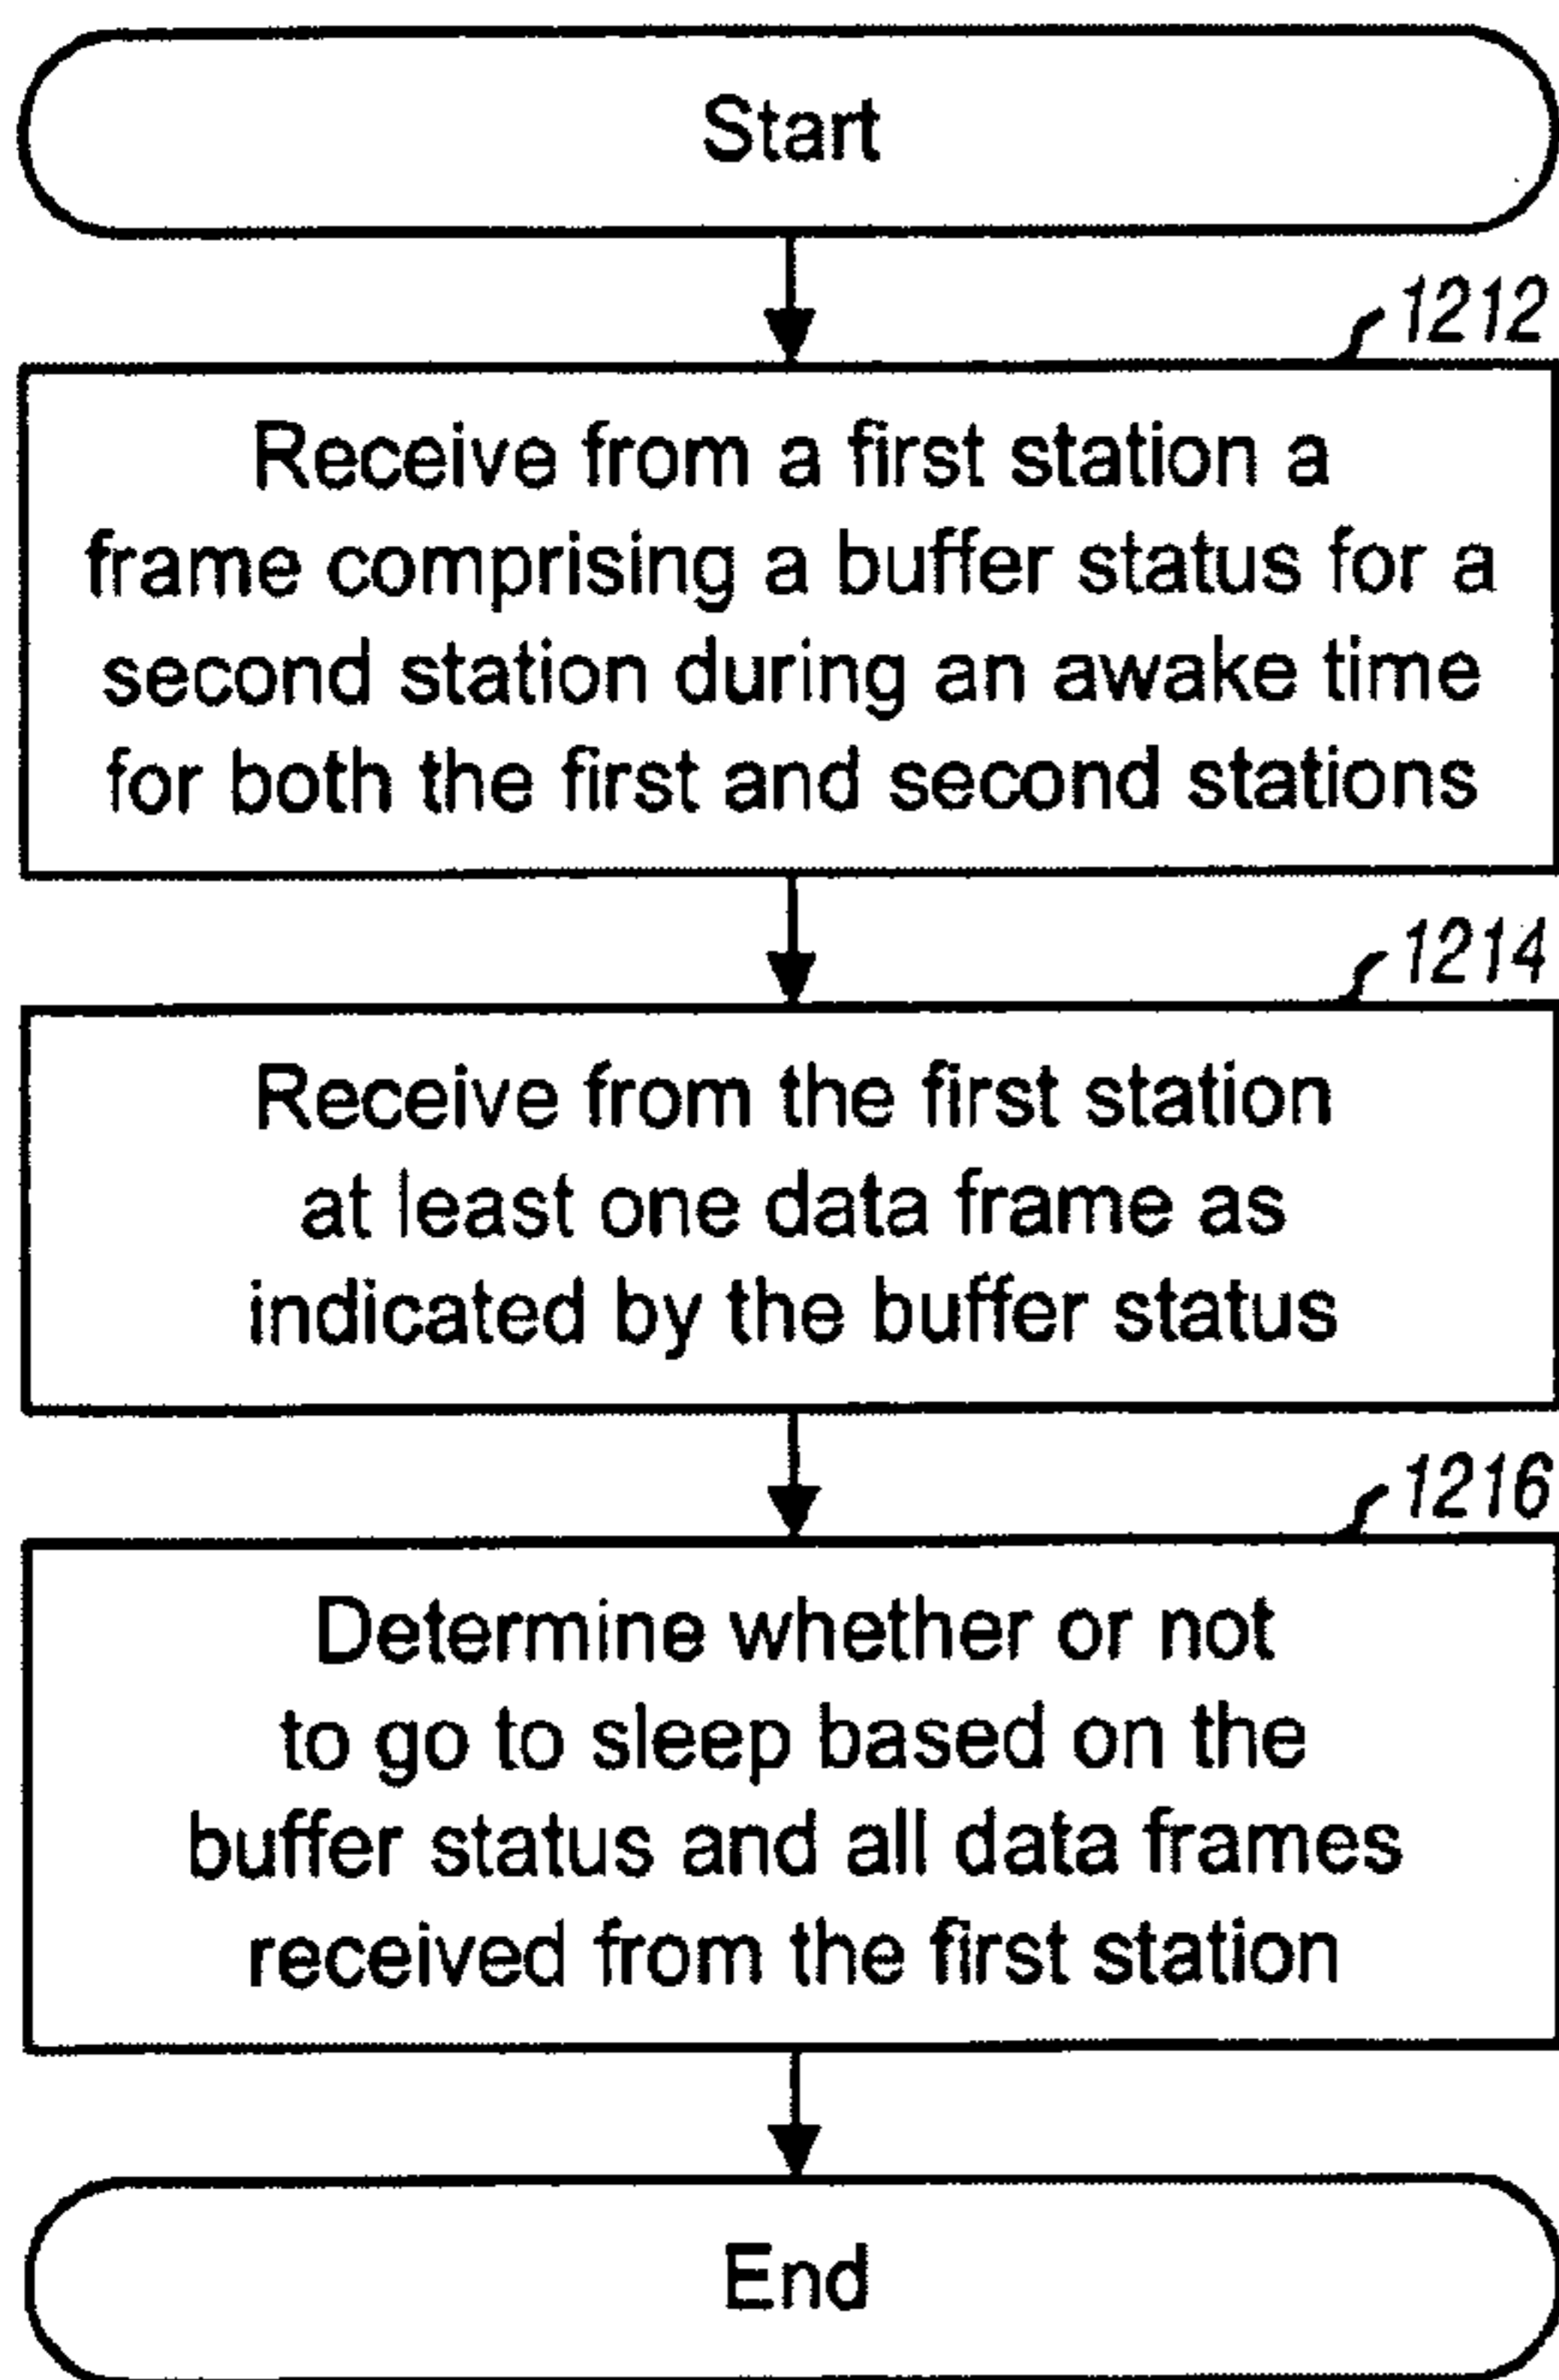 Start
1212
Receive from a first station a
frame comprising a buffer status for a
second station during an awake time
for both the first and second stations
1214
Receive from the first station
at least one data frame as
indicated by the buffer status
1216
Determine whether or not
to go to sleep based on the
buffer status and all data frames
received from the first station
End